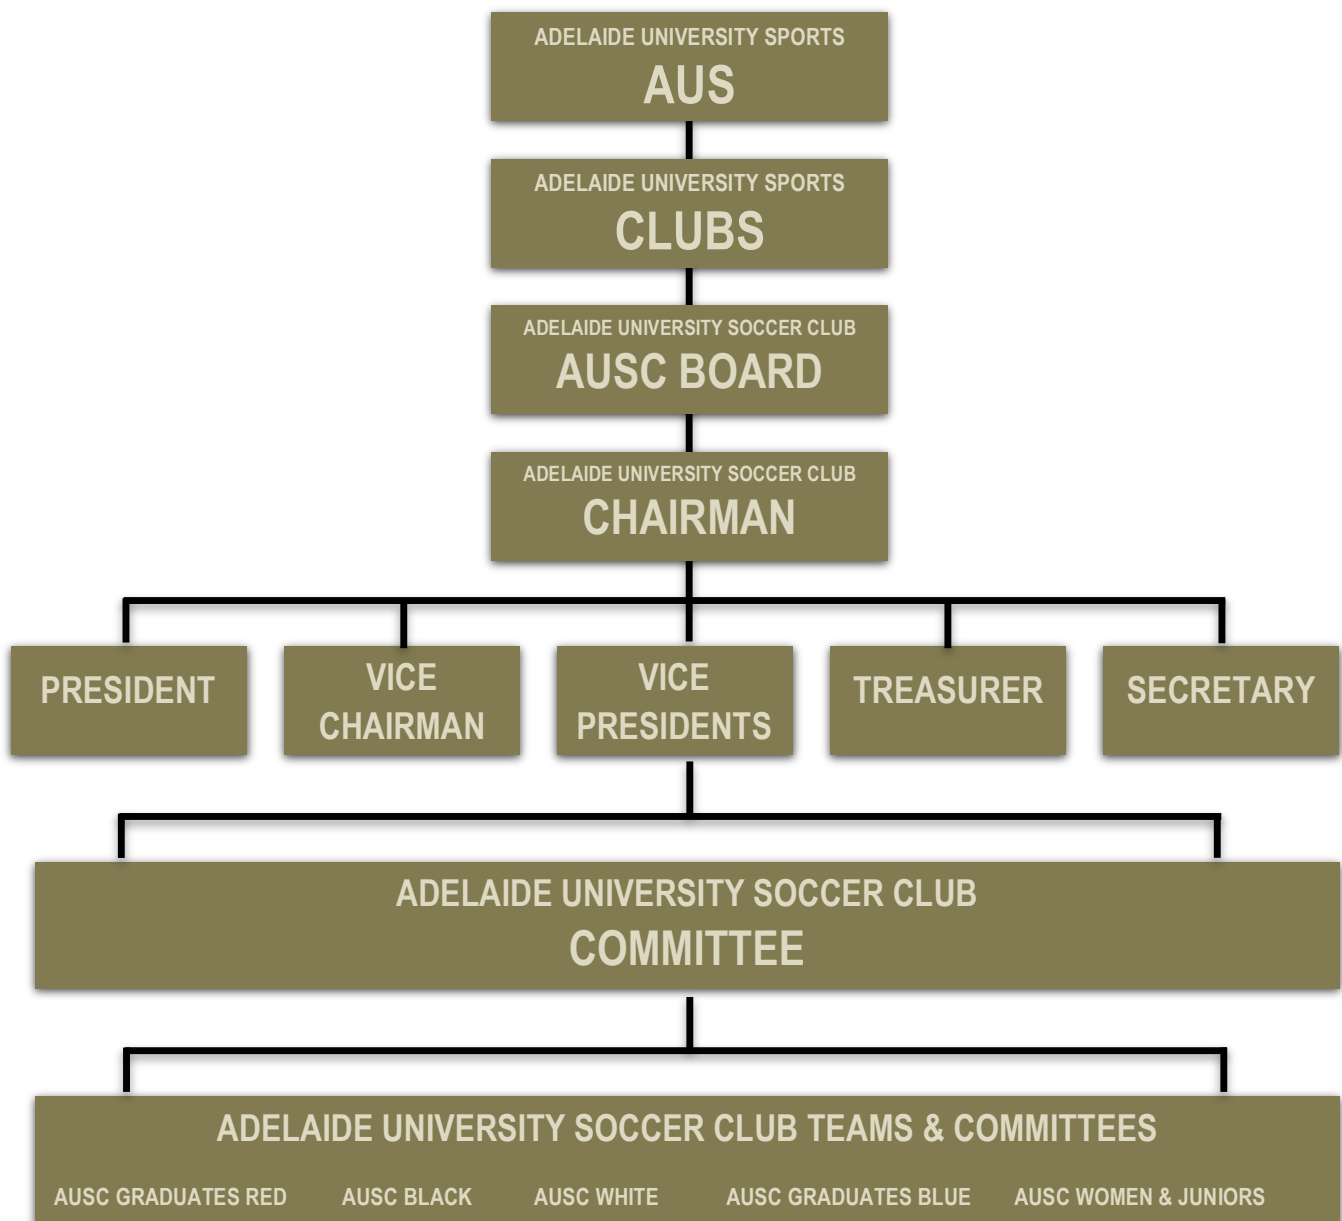 ADELAIDE UNIVERSITY SPORTS
AUS
ADELAIDE UNIVERSITY SPORTS
CLUBS
ADELAIDE UNIVERSITY SOCCER CLUB
AUSC BOARD
ADELAIDE UNIVERSITY SOCCER CLUB
CHAIRMAN
PRESIDENT
VICE
CHAIRMAN
VICE
PRESIDENTS
TREASURER
SECRETARY
ADELAIDE UNIVERSITY SOCCER CLUB
COMMITTEE
ADELAIDE UNIVERSITY SOCCER CLUB TEAMS & COMMITTEES
AUSC GRADUATES RED
AUSC BLACK
AUSC WHITE
AUSC GRADUATES BLUE
AUSC WOMEN & JUNIORS